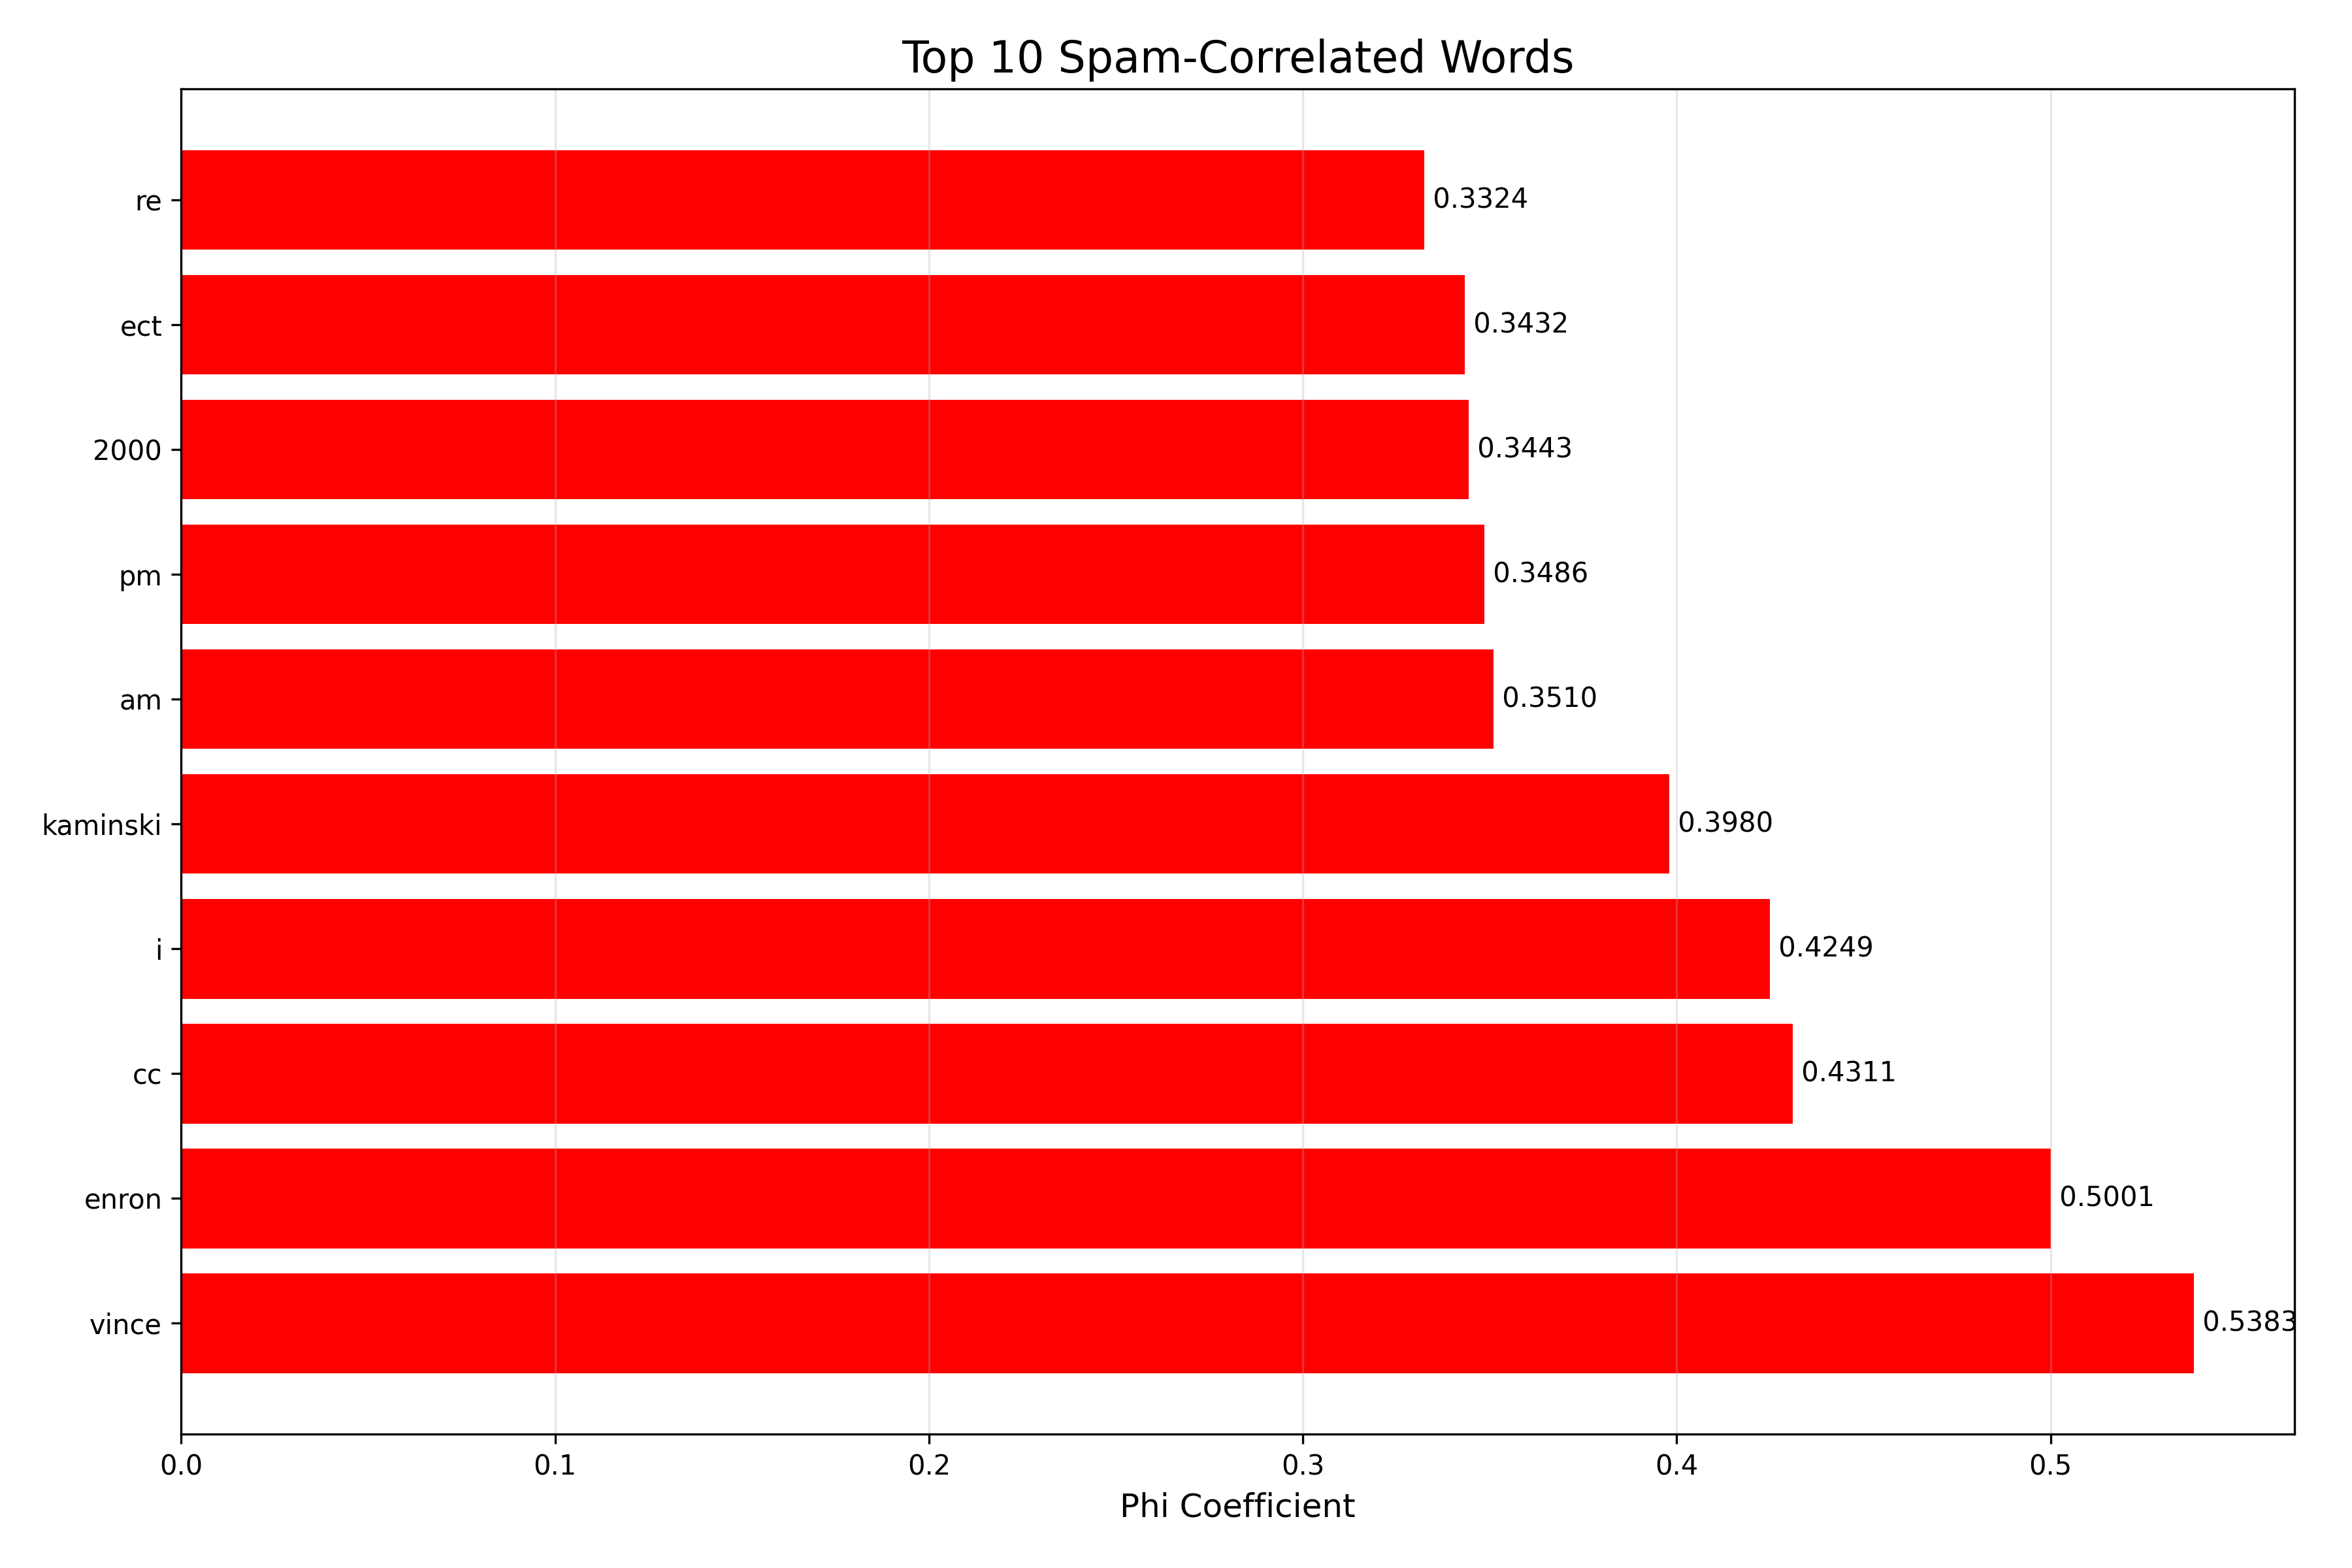 Top 10 Spam-Correlated Words
re 0.3324
ect 0.3432
2000 0.3443
pm 0.3486
am 0.3510
kaminski 0.3980
i 0.4249
cc 0.4311
enron 0.5001
vince 0.5383
0.0 0.1 0.2 0.3 0.4 0.5
Phi Coefficient